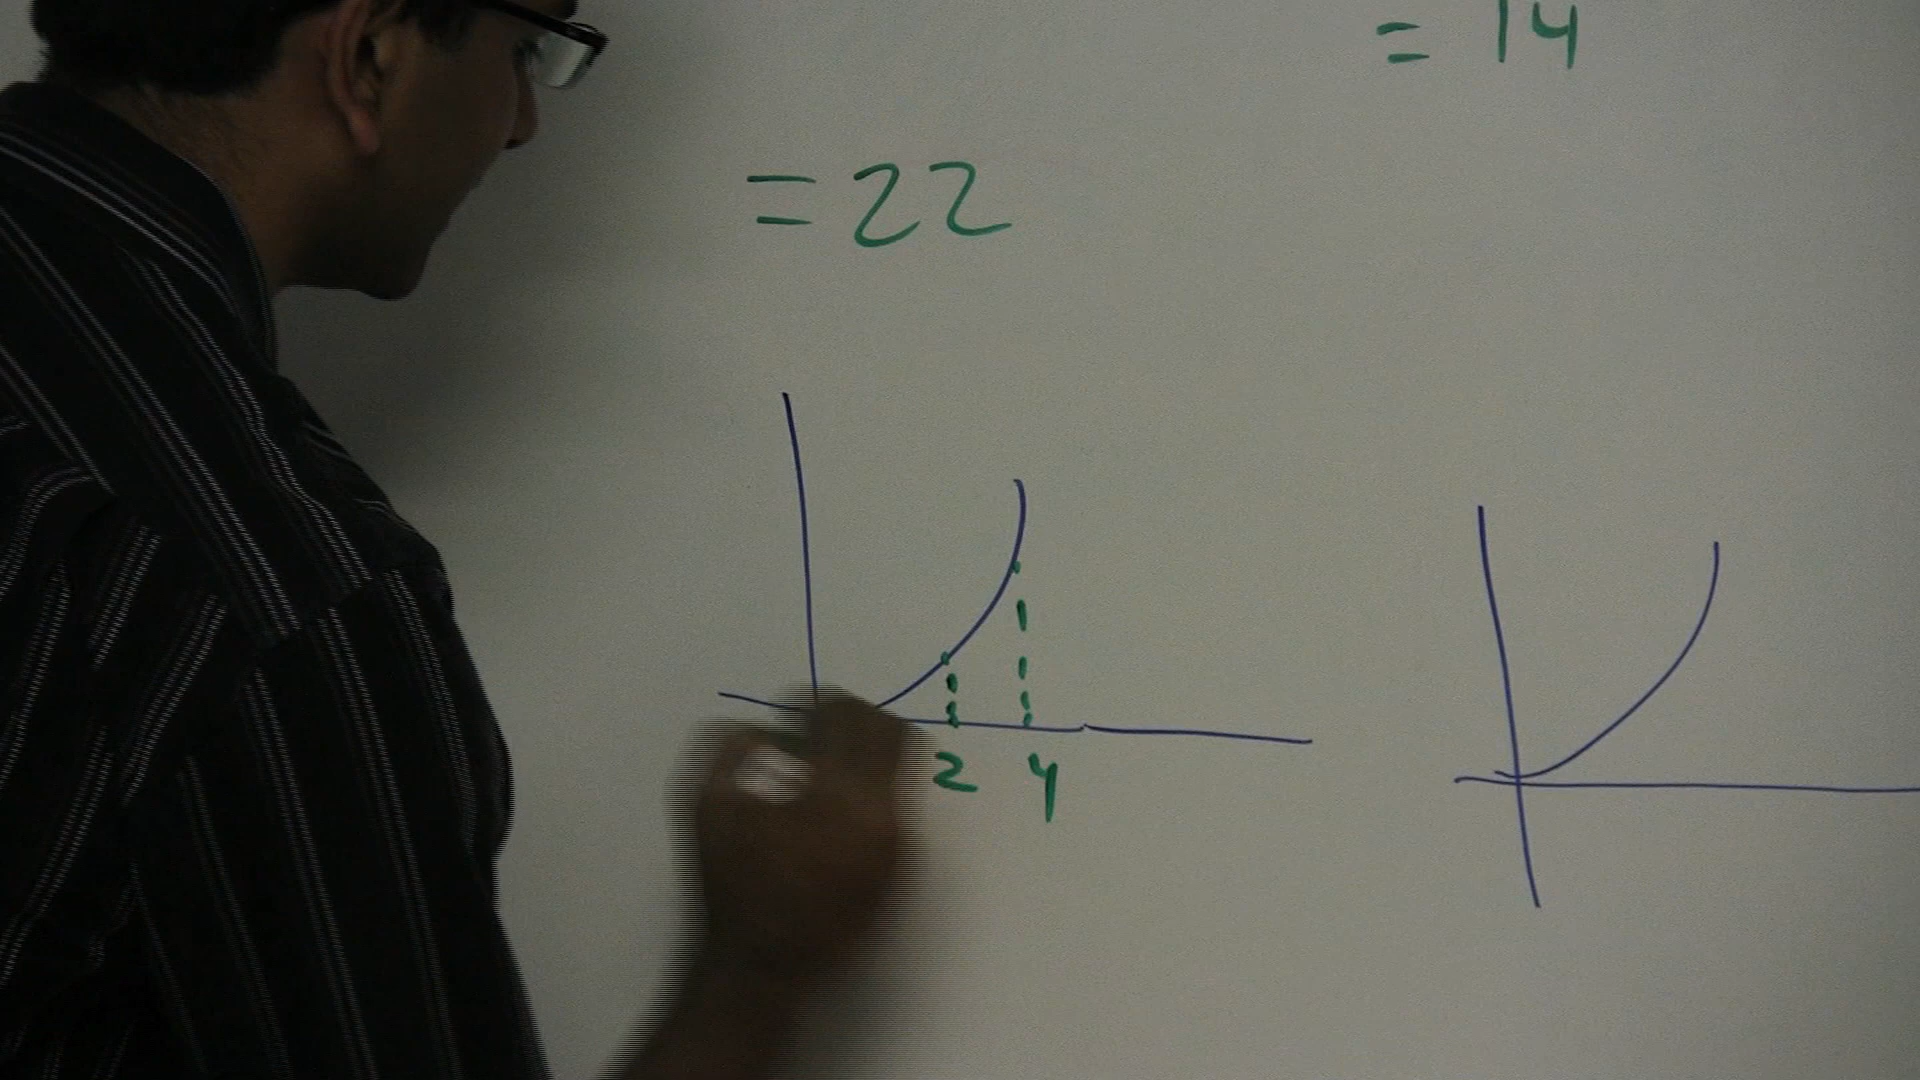 = 14
= 22
2 4